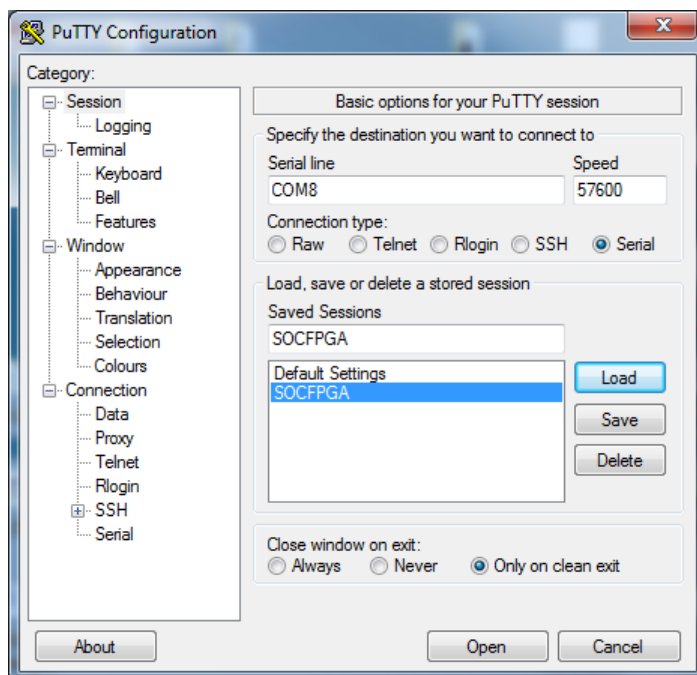 PuTTY Configuration
Category:
Session
Logging
Terminal
Keyboard
Bell
Features
Window
Appearance
Behaviour
Translation
Selection
Colours
Connection
Data
Proxy
Telnet
Rlogin
SSH
Serial
Basic options for your PuTTY session
Specify the destination you want to connect to
Serial line Speed
COM8 57600
Connection type:
Raw Telnet Rlogin SSH Serial
Load, save or delete a stored session
Saved Sessions
SOCFPGA
Default Settings
SOCFPGA
Load
Save
Delete
Close window on exit:
Always Never Only on clean exit
About Open Cancel